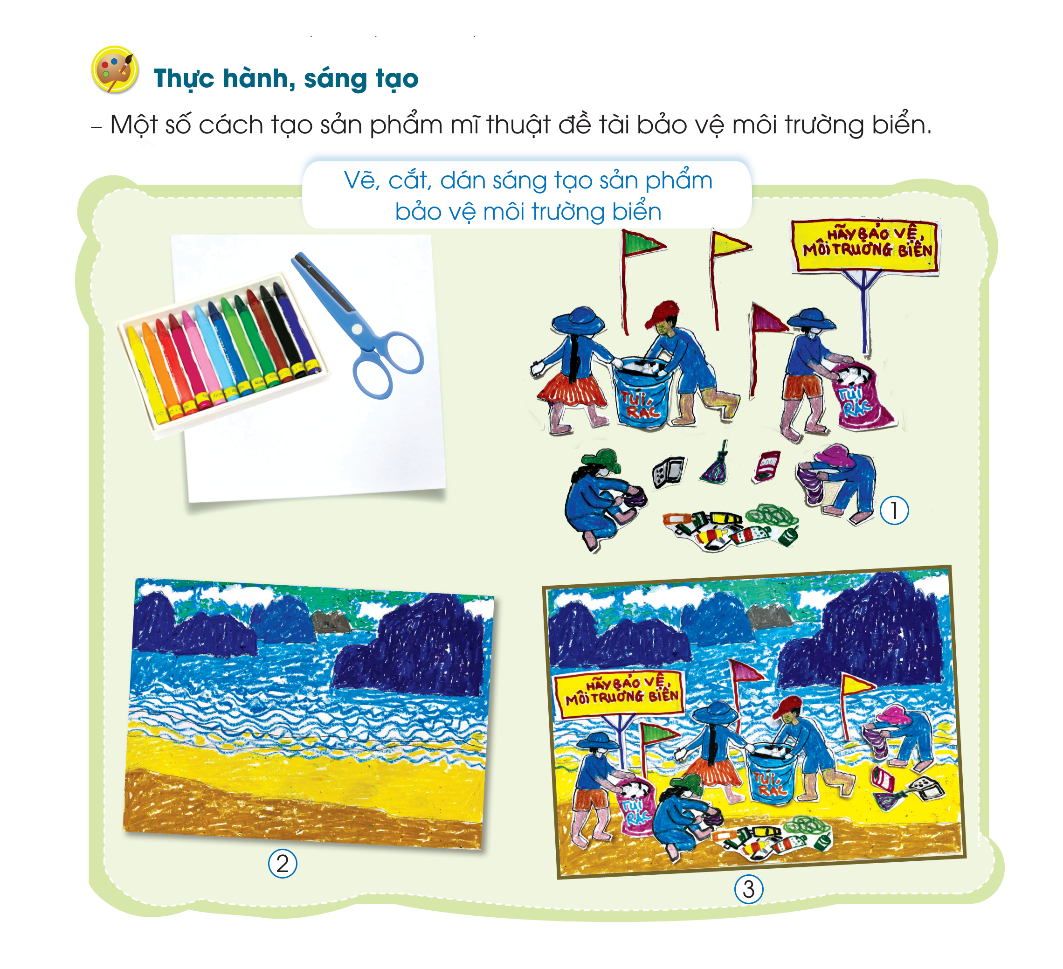 Thực hành, sáng tạo
– Một số cách tạo sản phẩm mĩ thuật đề tài bảo vệ môi trường biển.
Vẽ, cắt, dán sáng tạo sản phẩm
bảo vệ môi trường biển
HÃY BẢO VỆ,
MÔI TRUỜNG BIỂN
TÚI
RÁC
TÚI
RÁC
1
HÃY BẢO VỆ,
MÔI TRUỜNG BIỂN
TÚI
RÁC
TÚI
RÁC
2
3